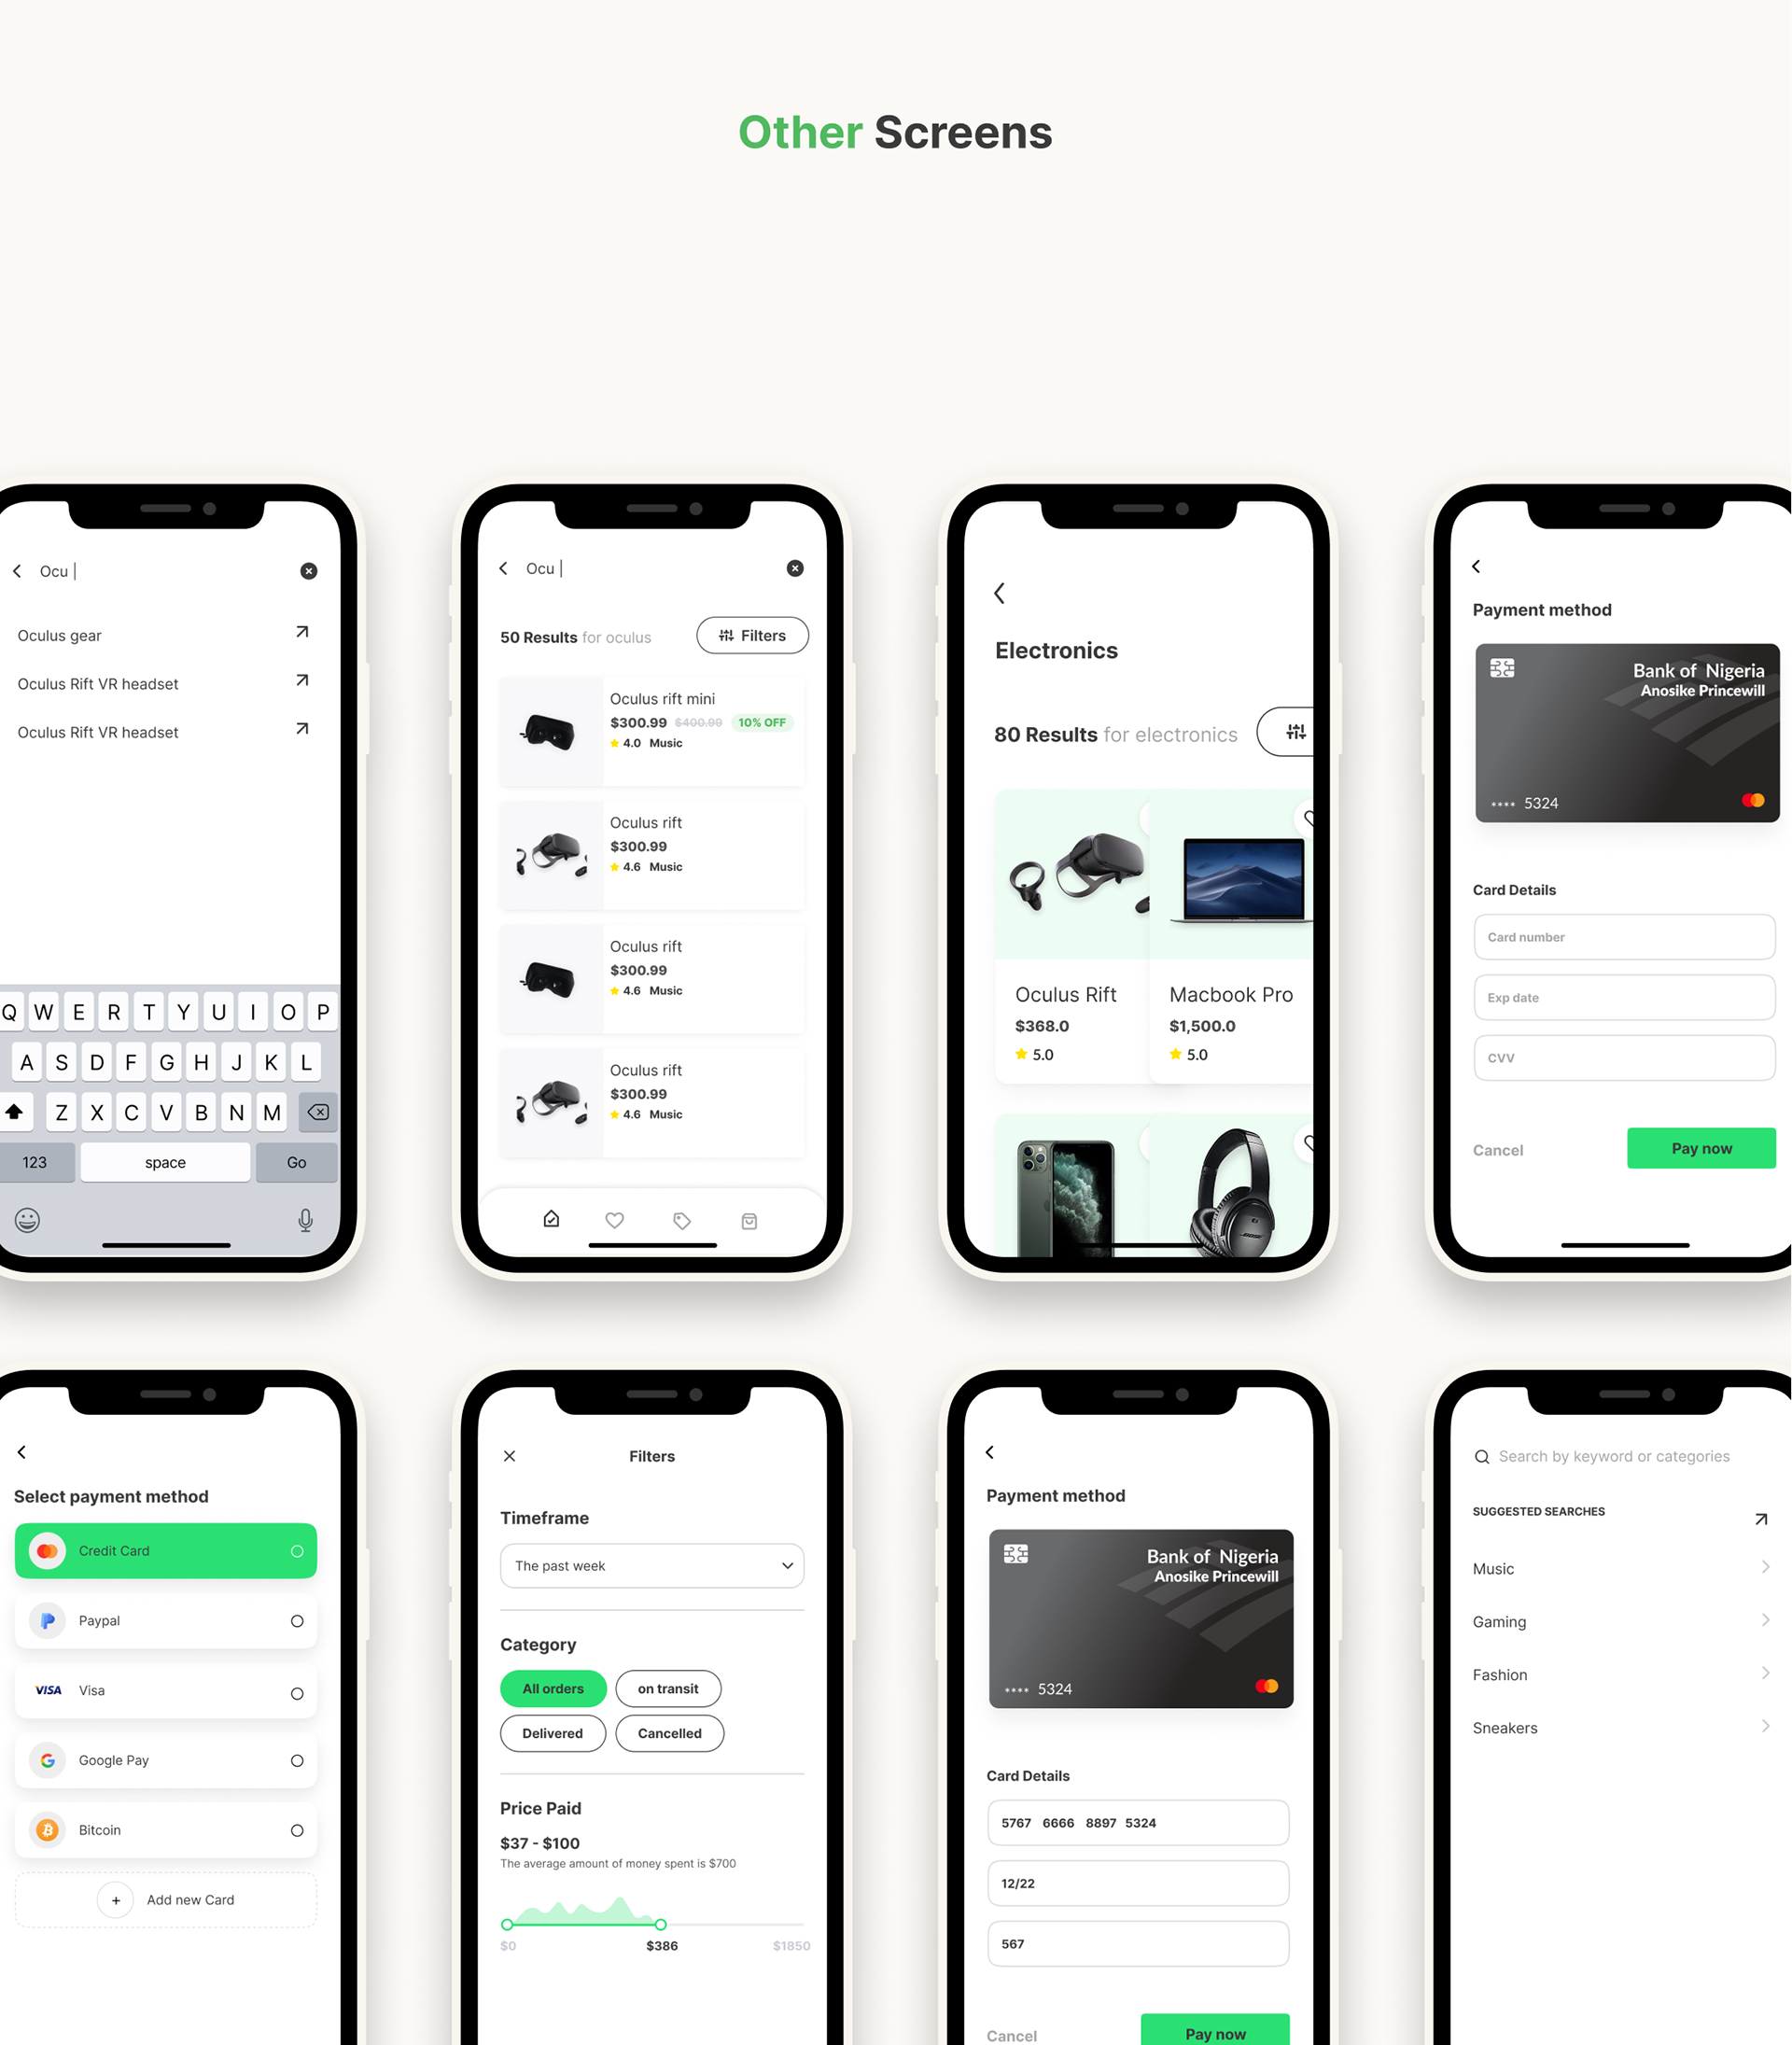 Other Screens
Ocu
Oculus gear
Oculus Rift VR headset
Oculus Rift VR headset
Q W E R T Y U I O P
A S D F G H J K L
Z X C V B N M
123 space Go
Ocu
50 Results for oculus
Filters
Oculus rift mini
$300.99 $400.99 10% OFF
4.0 Music
Oculus rift
$300.99
4.6 Music
Oculus rift
$300.99
4.6 Music
Oculus rift
$300.99
4.6 Music
Electronics
80 Results for electronics
Oculus Rift
$368.0
5.0
Macbook Pro
$1,500.0
5.0
BOSE
Payment method
Bank of Nigeria
Anosike Princewill
**** 5324
Card Details
Card number
Exp date
CVV
Cancel
Pay now
Select payment method
Credit Card
Paypal
VISA Visa
Google Pay
Bitcoin
+ Add new Card
Filters
Timeframe
The past week
Category
All orders
on transit
Delivered
Cancelled
Price Paid
$37 - $100
The average amount of money spent is $700
$0 $386 $1850
Payment method
Bank of Nigeria
Anosike Princewill
**** 5324
Card Details
5767 6666 8897 5324
12/22
567
Cancel
Pay now
Search by keyword or categories
SUGGESTED SEARCHES
Music
Gaming
Fashion
Sneakers